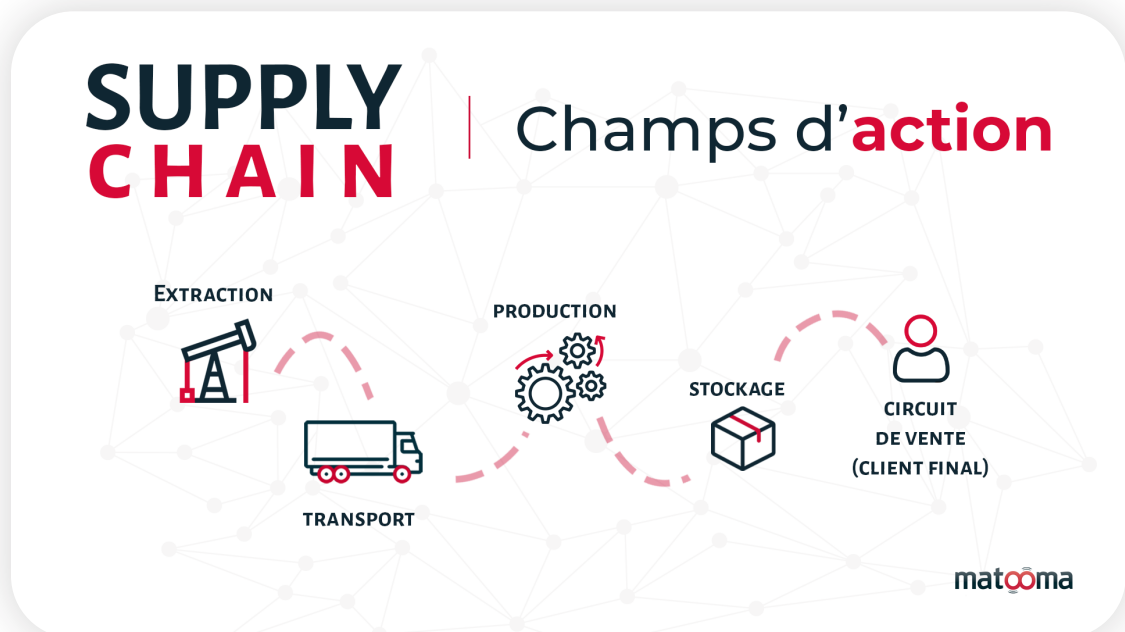 SUPPLY
CHAIN
Champs d'action
EXTRACTION
TRANSPORT
PRODUCTION
STOCKAGE
CIRCUIT
DE VENTE
(CLIENT FINAL)
matooma